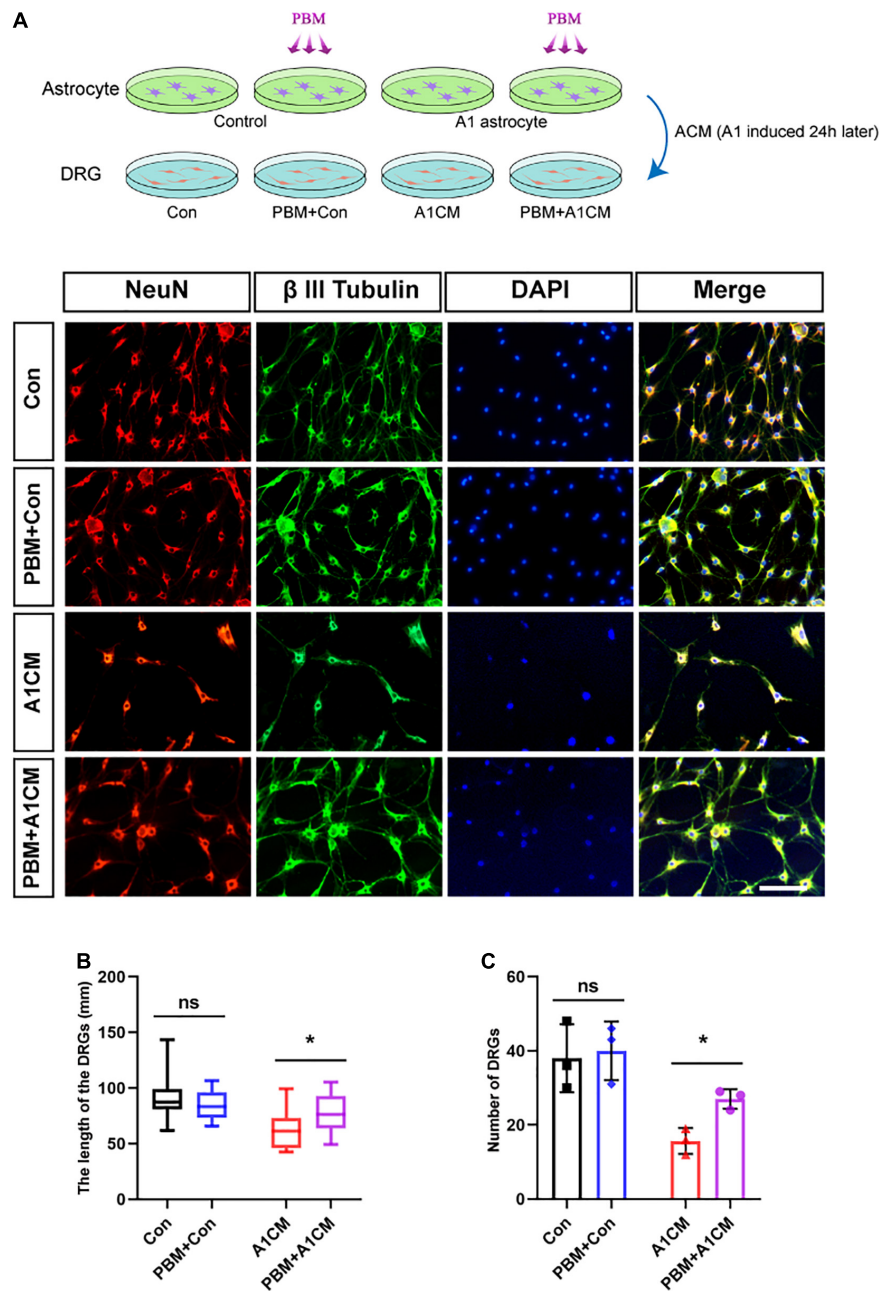 A
PBM PBM
Astrocyte
Control A1 astrocyte
ACM (A1 induced 24h later)
DRG
Con PBM+Con A1CM PBM+A1CM
NeuN β III Tubulin DAPI Merge
Con
PBM+Con
A1CM
PBM+A1CM
B
The length of the DRGs (mm)
200
150
100
50
0
ns
*
Con PBM+Con A1CM PBM+A1CM
C
Number of DRGs
60
40
20
0
ns
*
Con PBM+Con A1CM PBM+A1CM